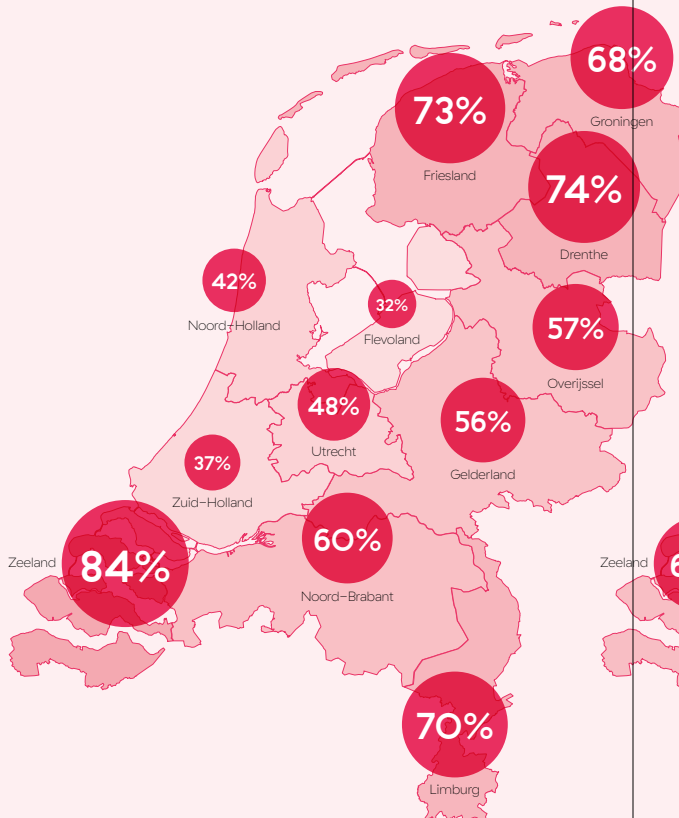 68%
Groningen
73%
Friesland
74%
Drenthe
42%
Noord-Holland
32%
Flevoland
57%
Overijssel
48%
Utrecht
56%
Gelderland
37%
Zuid-Holland
84%
Zeeland
60%
Noord-Brabant
Zeeland
70%
Limburg